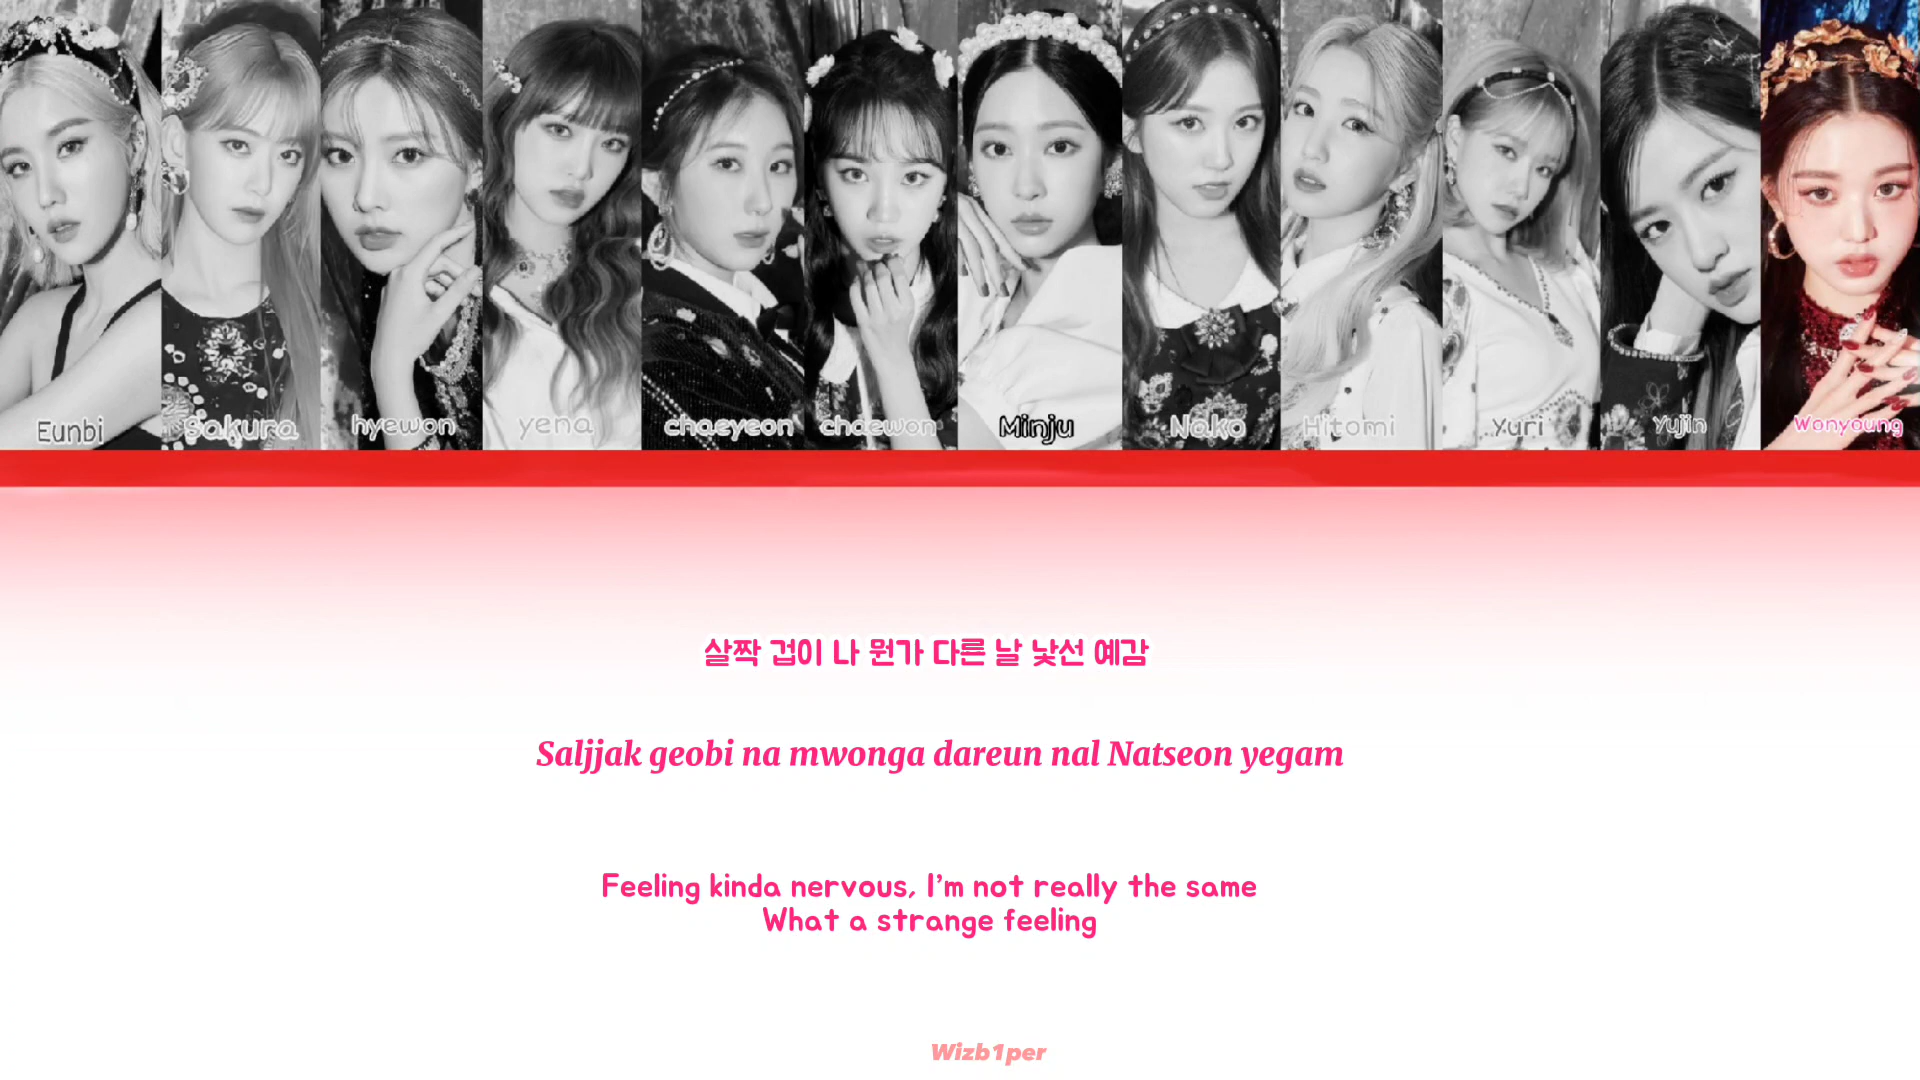 Eunbi
Sakura
hyewon
yena
chaeyeon
chaewon
Minju
Nako
Hitomi
Yuri
Yujin
Wonyoung
살짝 겁이 나 뭔가 다른 날 낯선 예감
Saljjak geobi na mwonga dareun nal Natseon yegam
Feeling kinda nervous, I'm not really the same
What a strange feeling
Wizb1per